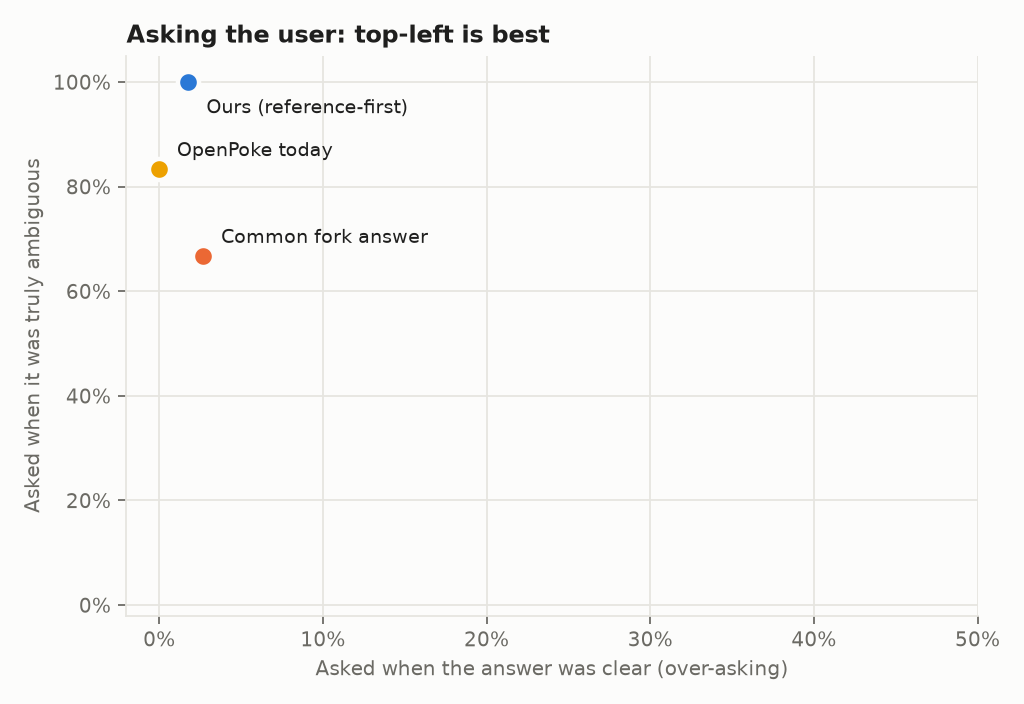 Asking the user: top-left is best
100%
Ours (reference-first)
OpenPoke today
80%
Common fork answer
60%
40%
20%
0%
Asked when it was truly ambiguous
0% 10% 20% 30% 40% 50%
Asked when the answer was clear (over-asking)